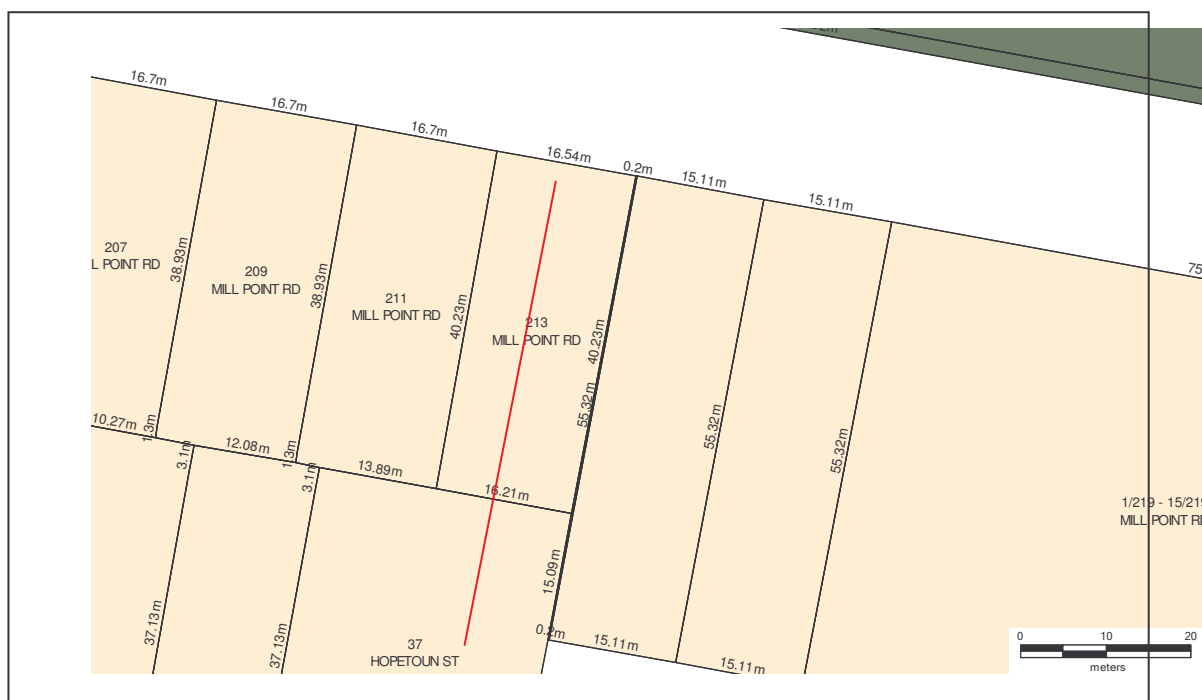 16.7m
16.7m
16.7m
16.54m
0.2m
15.11m
15.11m
75
207
L POINT RD
38.93m
209
MILL POINT RD
38.93m
211
MILL POINT RD
40.23m
213
MILL POINT RD
40.23m
55.32m
55.32m
55.32m
10.27m
1.3m
3.1m
12.08m
1.3m
3.1m
13.89m
16.21m
1/219 - 15/219
MILL POINT RD
15.09m
37.13m
37.13m
37
HOPETOUN ST
0.2m
15.11m
15.11m
0
10
20
meters